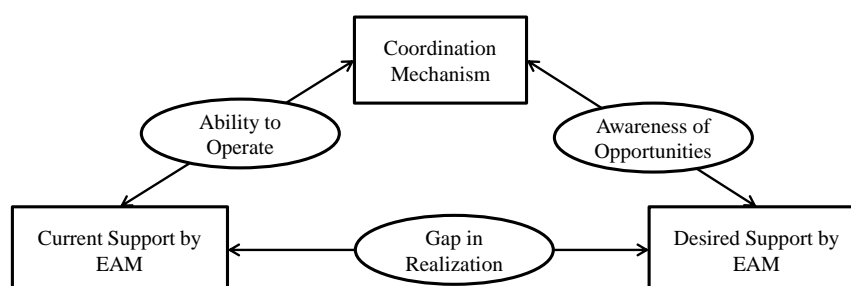 Coordination
Mechanism
Ability to
Operate
Awareness of
Opportunities
Current Support by
EAM
Gap in
Realization
Desired Support by
EAM